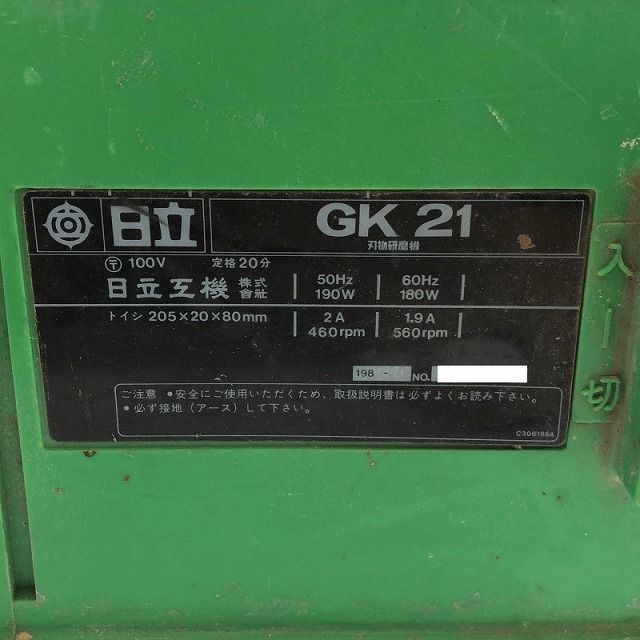 日立
GK 21
刃物研磨機
〒 100V 定格20分
日立工機 株式會社
50Hz 60Hz
190W 180W
トイシ 205×20×80mm
2A 1.9A
460rpm 560rpm
198 - NO.
ご注意 •安全にご使用いただくため、取扱説明書は必ずよくお読み下さい。
•必ず接地（アース）して下さい。
C306186A
入ー切